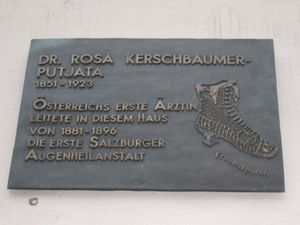 DR. ROSA KERSCHBAUMER-
PUTJATA
1851-1923
ÖSTERREICHS ERSTE ÄRZTIN
LEITETE IN DIESEM HAUS
VON 1881-1896
DIE ERSTE SALZBURGER
AUGENHEILANSTALT
Frauenspuren